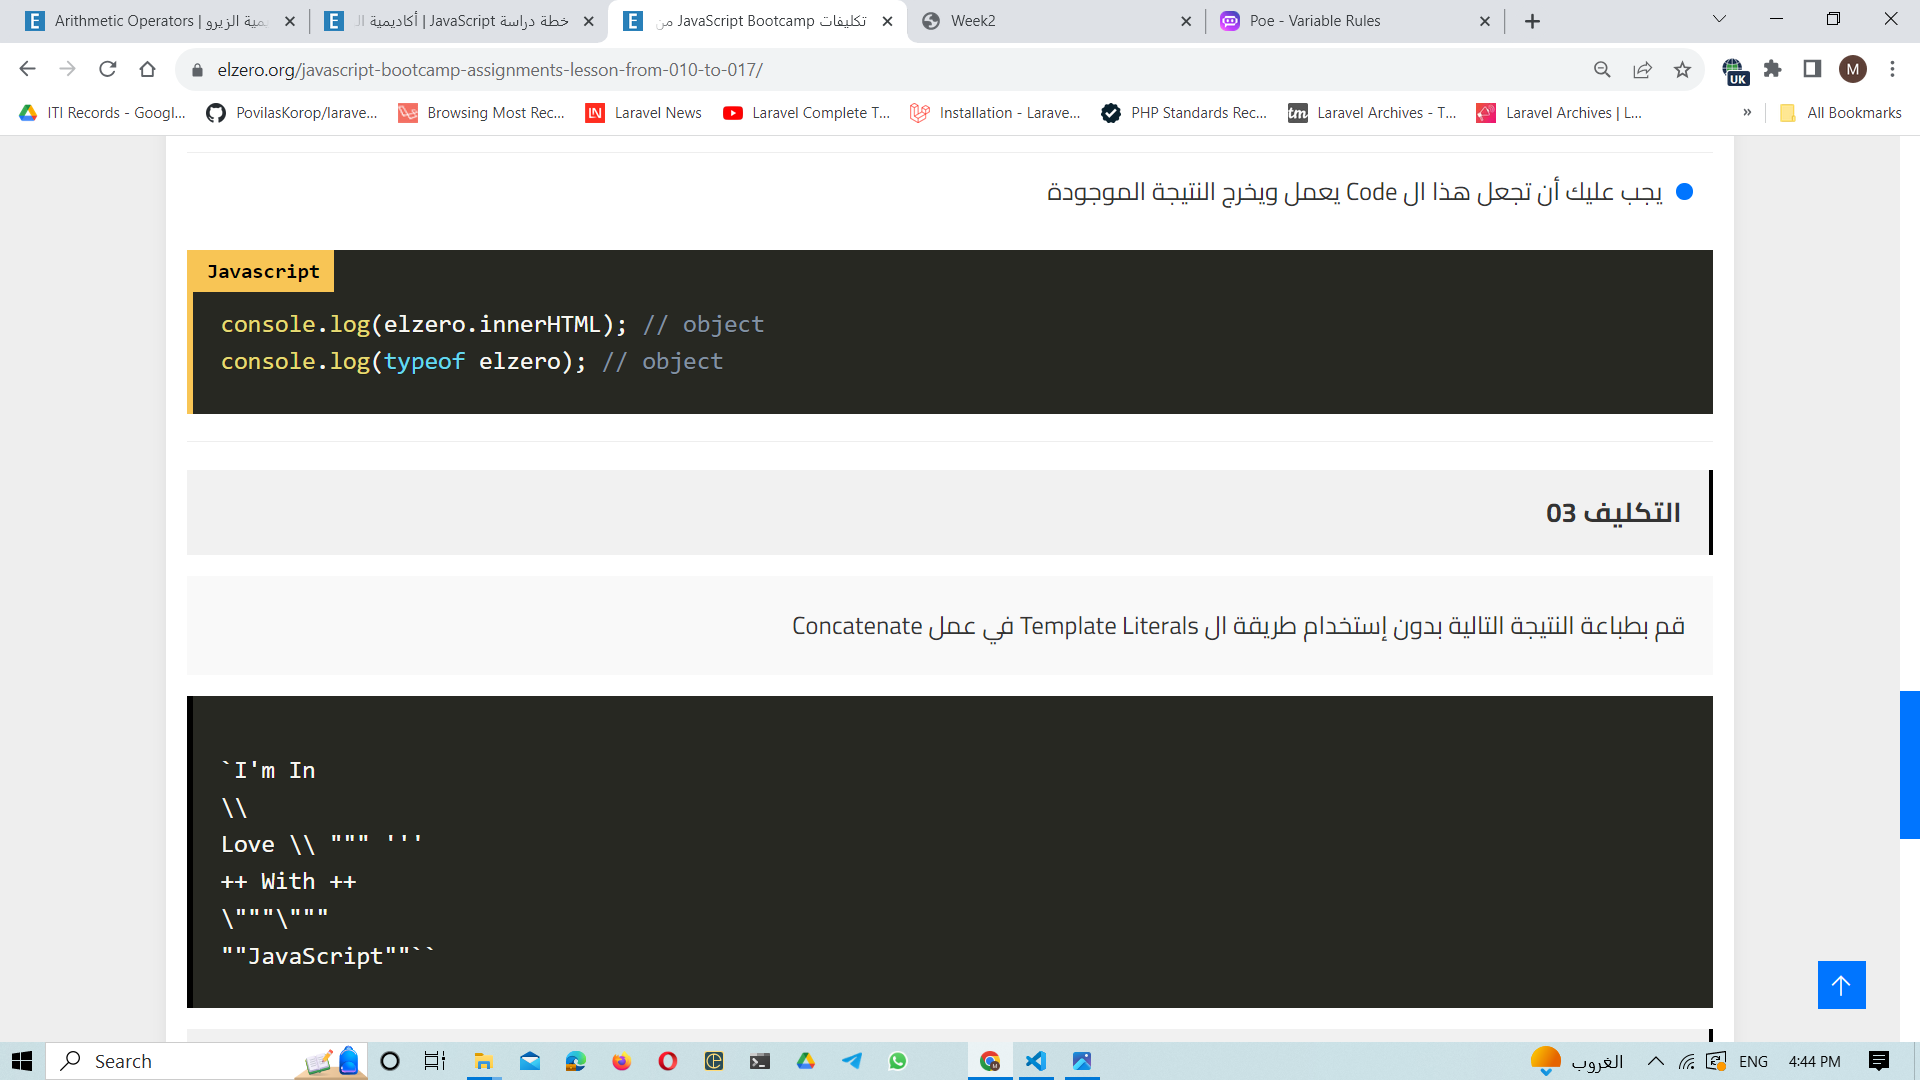 Arithmetic Operators | يمية الزيرو
خطة دراسة JavaScript | أكاديمية الـ
تكليفات JavaScript Bootcamp من
Week2
Poe - Variable Rules
elzero.org/javascript-bootcamp-assignments-lesson-from-010-to-017/
UK
M
ITI Records - Googl...
PovilasKorop/larave...
Browsing Most Rec...
LN
Laravel News
Laravel Complete T...
Installation - Larave...
PHP Standards Rec...
tm
Laravel Archives - T...
Laravel Archives | L...
»
All Bookmarks
يجب عليك أن تجعل هذا ال Code يعمل ويخرج النتيجة الموجودة
Javascript
console.log(elzero.innerHTML); // object
console.log(typeof elzero); // object
التكليف 03
قم بطباعة النتيجة التالية بدون إستخدام طريقة ال Template Literals في عمل Concatenate
`I'm In
\\
Love \\ """ '''
++ With ++
\"""\"""
""JavaScript""``
Search
الغروب
ENG
4:44 PM